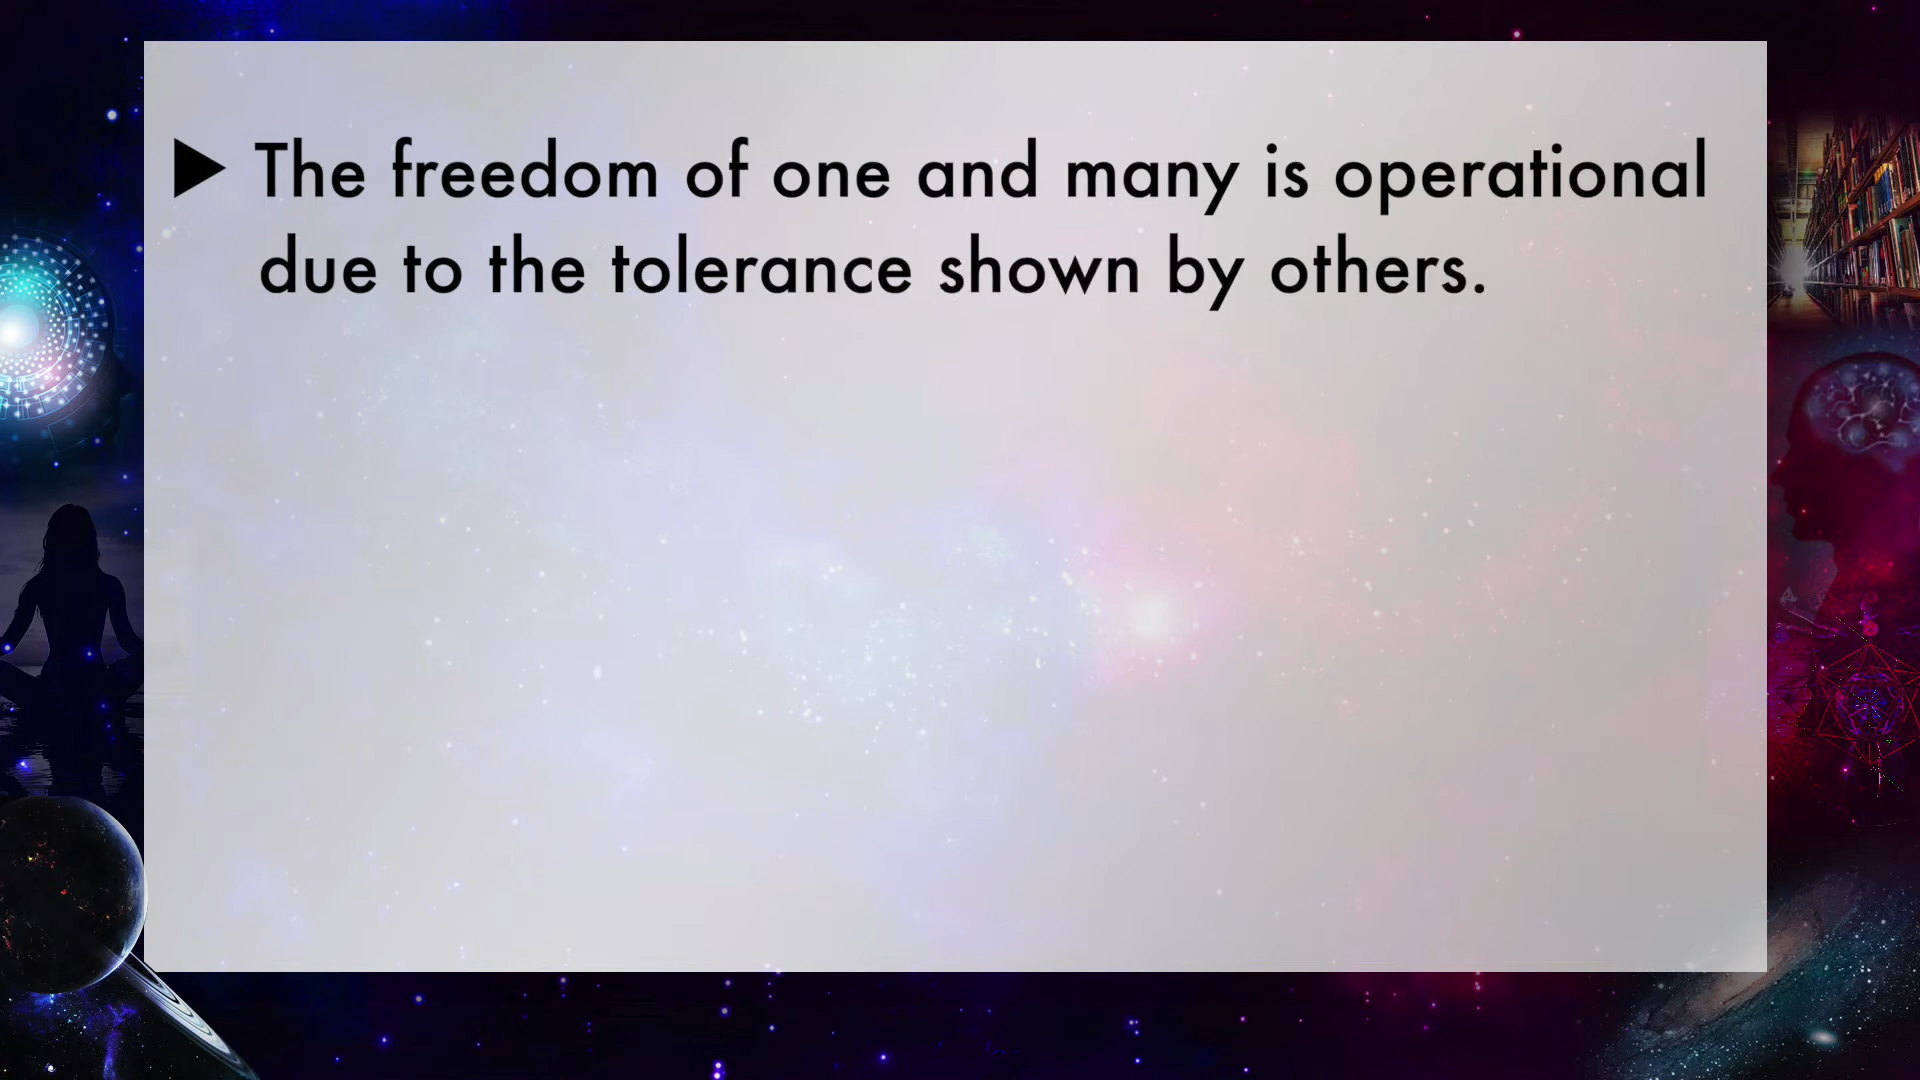 ▶ The freedom of one and many is operational
due to the tolerance shown by others.